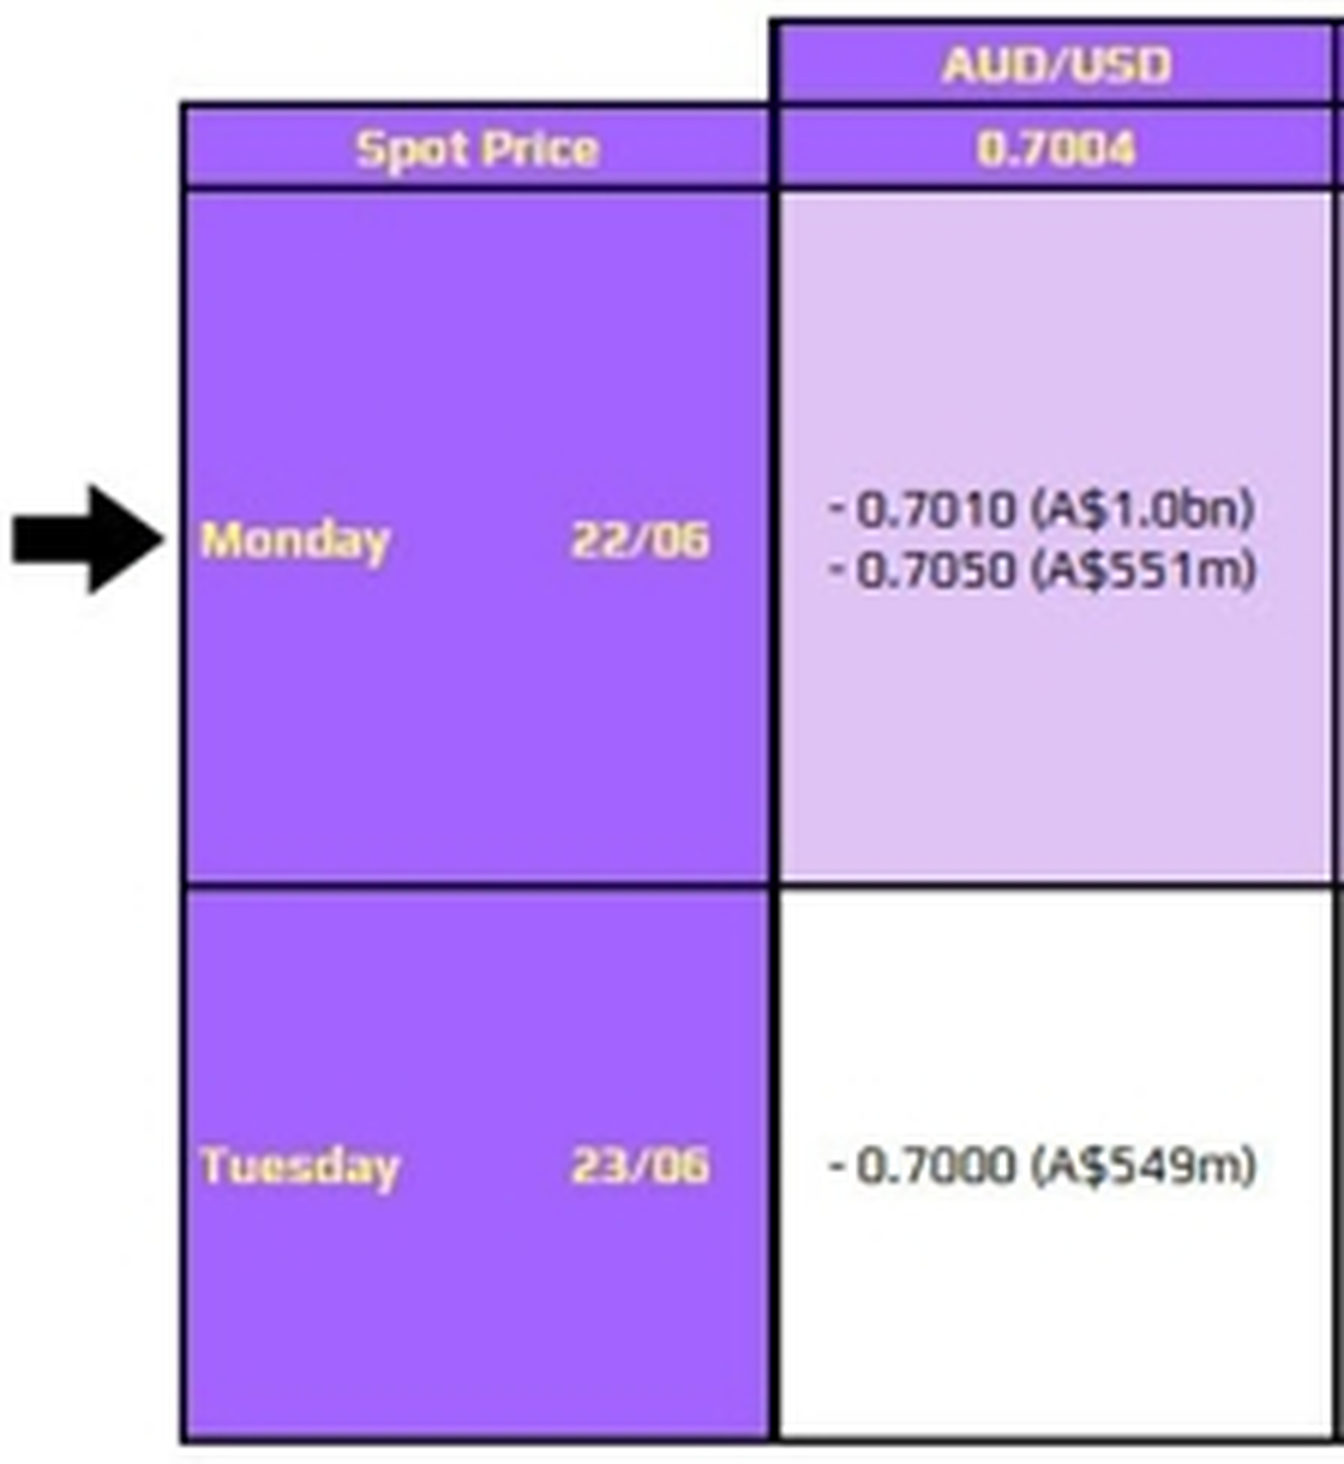 AUD/USD
Spot Price 0.7004
Monday 22/06
- 0.7010 (A$1.0bn)
- 0.7050 (A$551m)
Tuesday 23/06
- 0.7000 (A$549m)